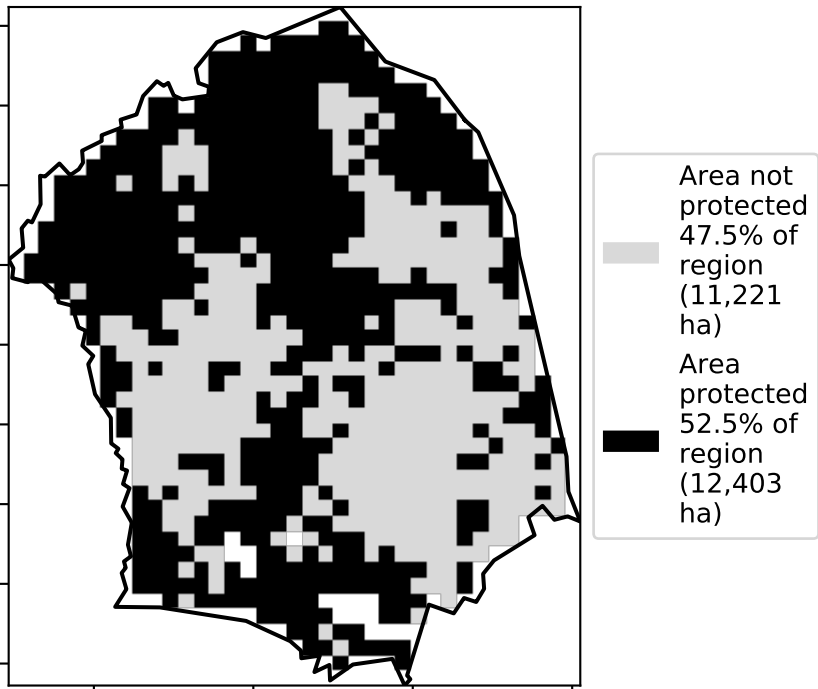 Area not
protected
47.5% of
region
(11,221
ha)
Area
protected
52.5% of
region
(12,403
ha)